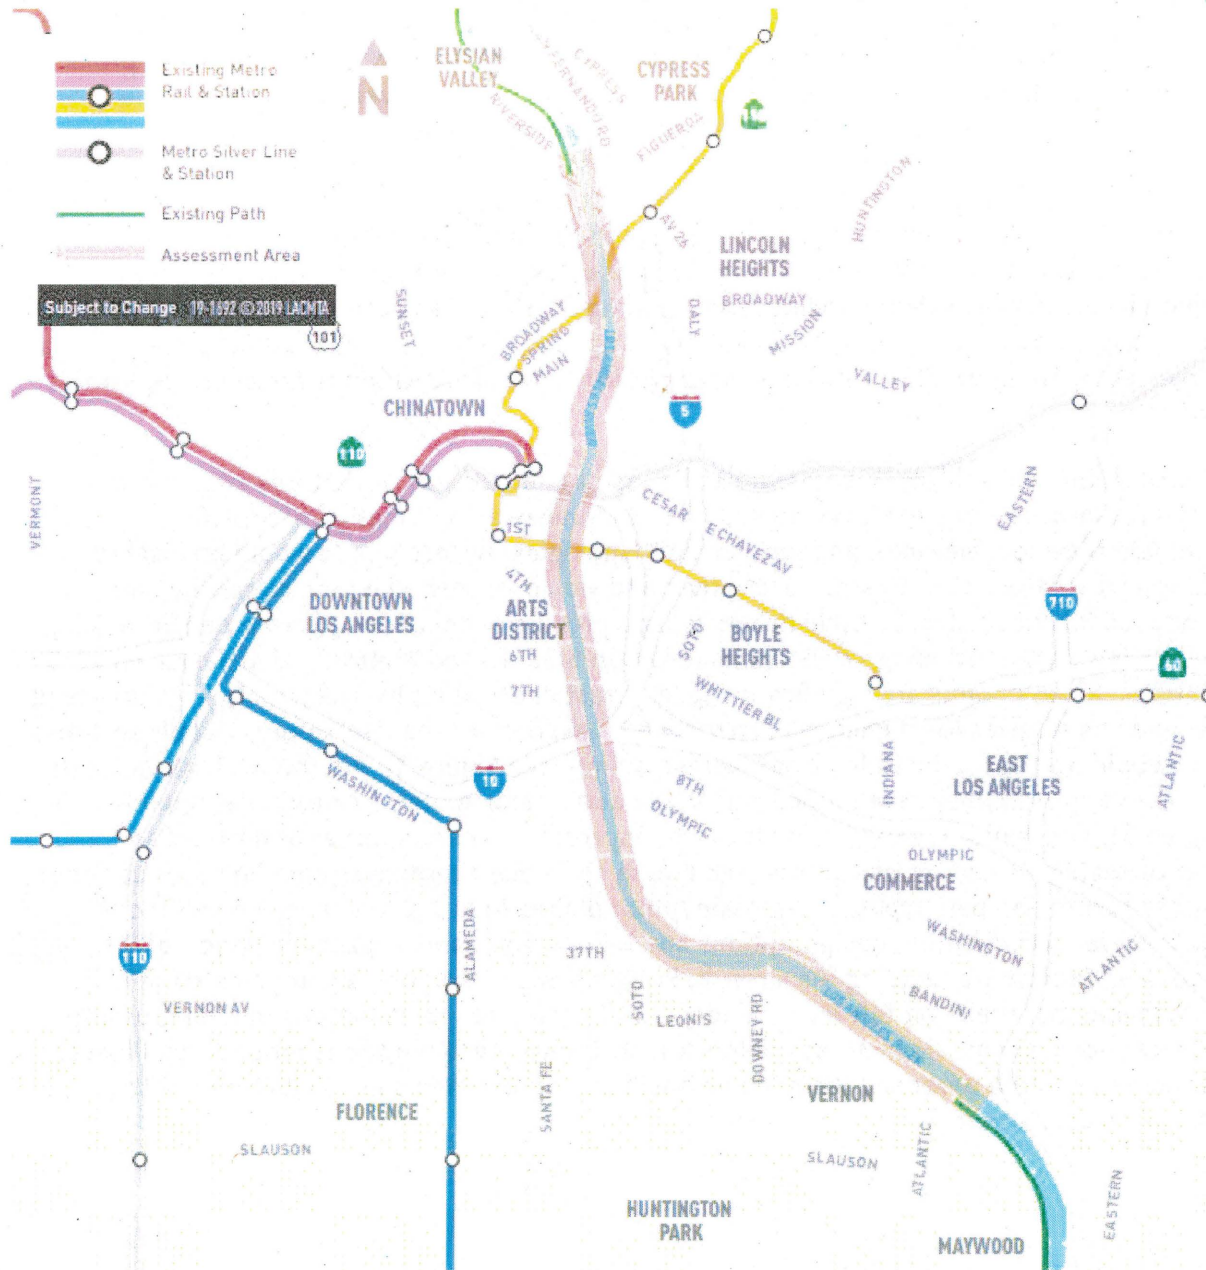 Existing Metro
Rail & Station
Metro Silver Line
& Station
Existing Path
Assessment Area
Subject to Change 19-1692 © 2019 LACMTA
101
N
ELYSIAN
VALLEY
RIVERSIDE
CYPRESS
CYPRESS
PARK
FIGUEROA
AV 26
HUNTINGTON
LINCOLN
HEIGHTS
BROADWAY
DALY
MISSION
VALLEY
SUNSET
BROADWAY
SPRING
MAIN
5
CHINATOWN
110
VERMONT
EASTERN
CESAR
E CHAVEZ AV
1ST
4TH
ARTS
DISTRICT
6TH
7TH
DOWNTOWN
LOS ANGELES
SOTO
BOYLE
HEIGHTS
WHITTIER BL
710
60
WASHINGTON
10
8TH
OLYMPIC
INDIANA
EAST
LOS ANGELES
ATLANTIC
OLYMPIC
COMMERCE
WASHINGTON
ATLANTIC
BANDINI
ALAMEDA
110
VERNON AV
37TH
SOTO
LEONIS
DOWNEY RD
LOS ANGELES RIVER
SANTA FE
VERNON
FLORENCE
SLAUSON
SLAUSON
ATLANTIC
EASTERN
HUNTINGTON
PARK
MAYWOOD